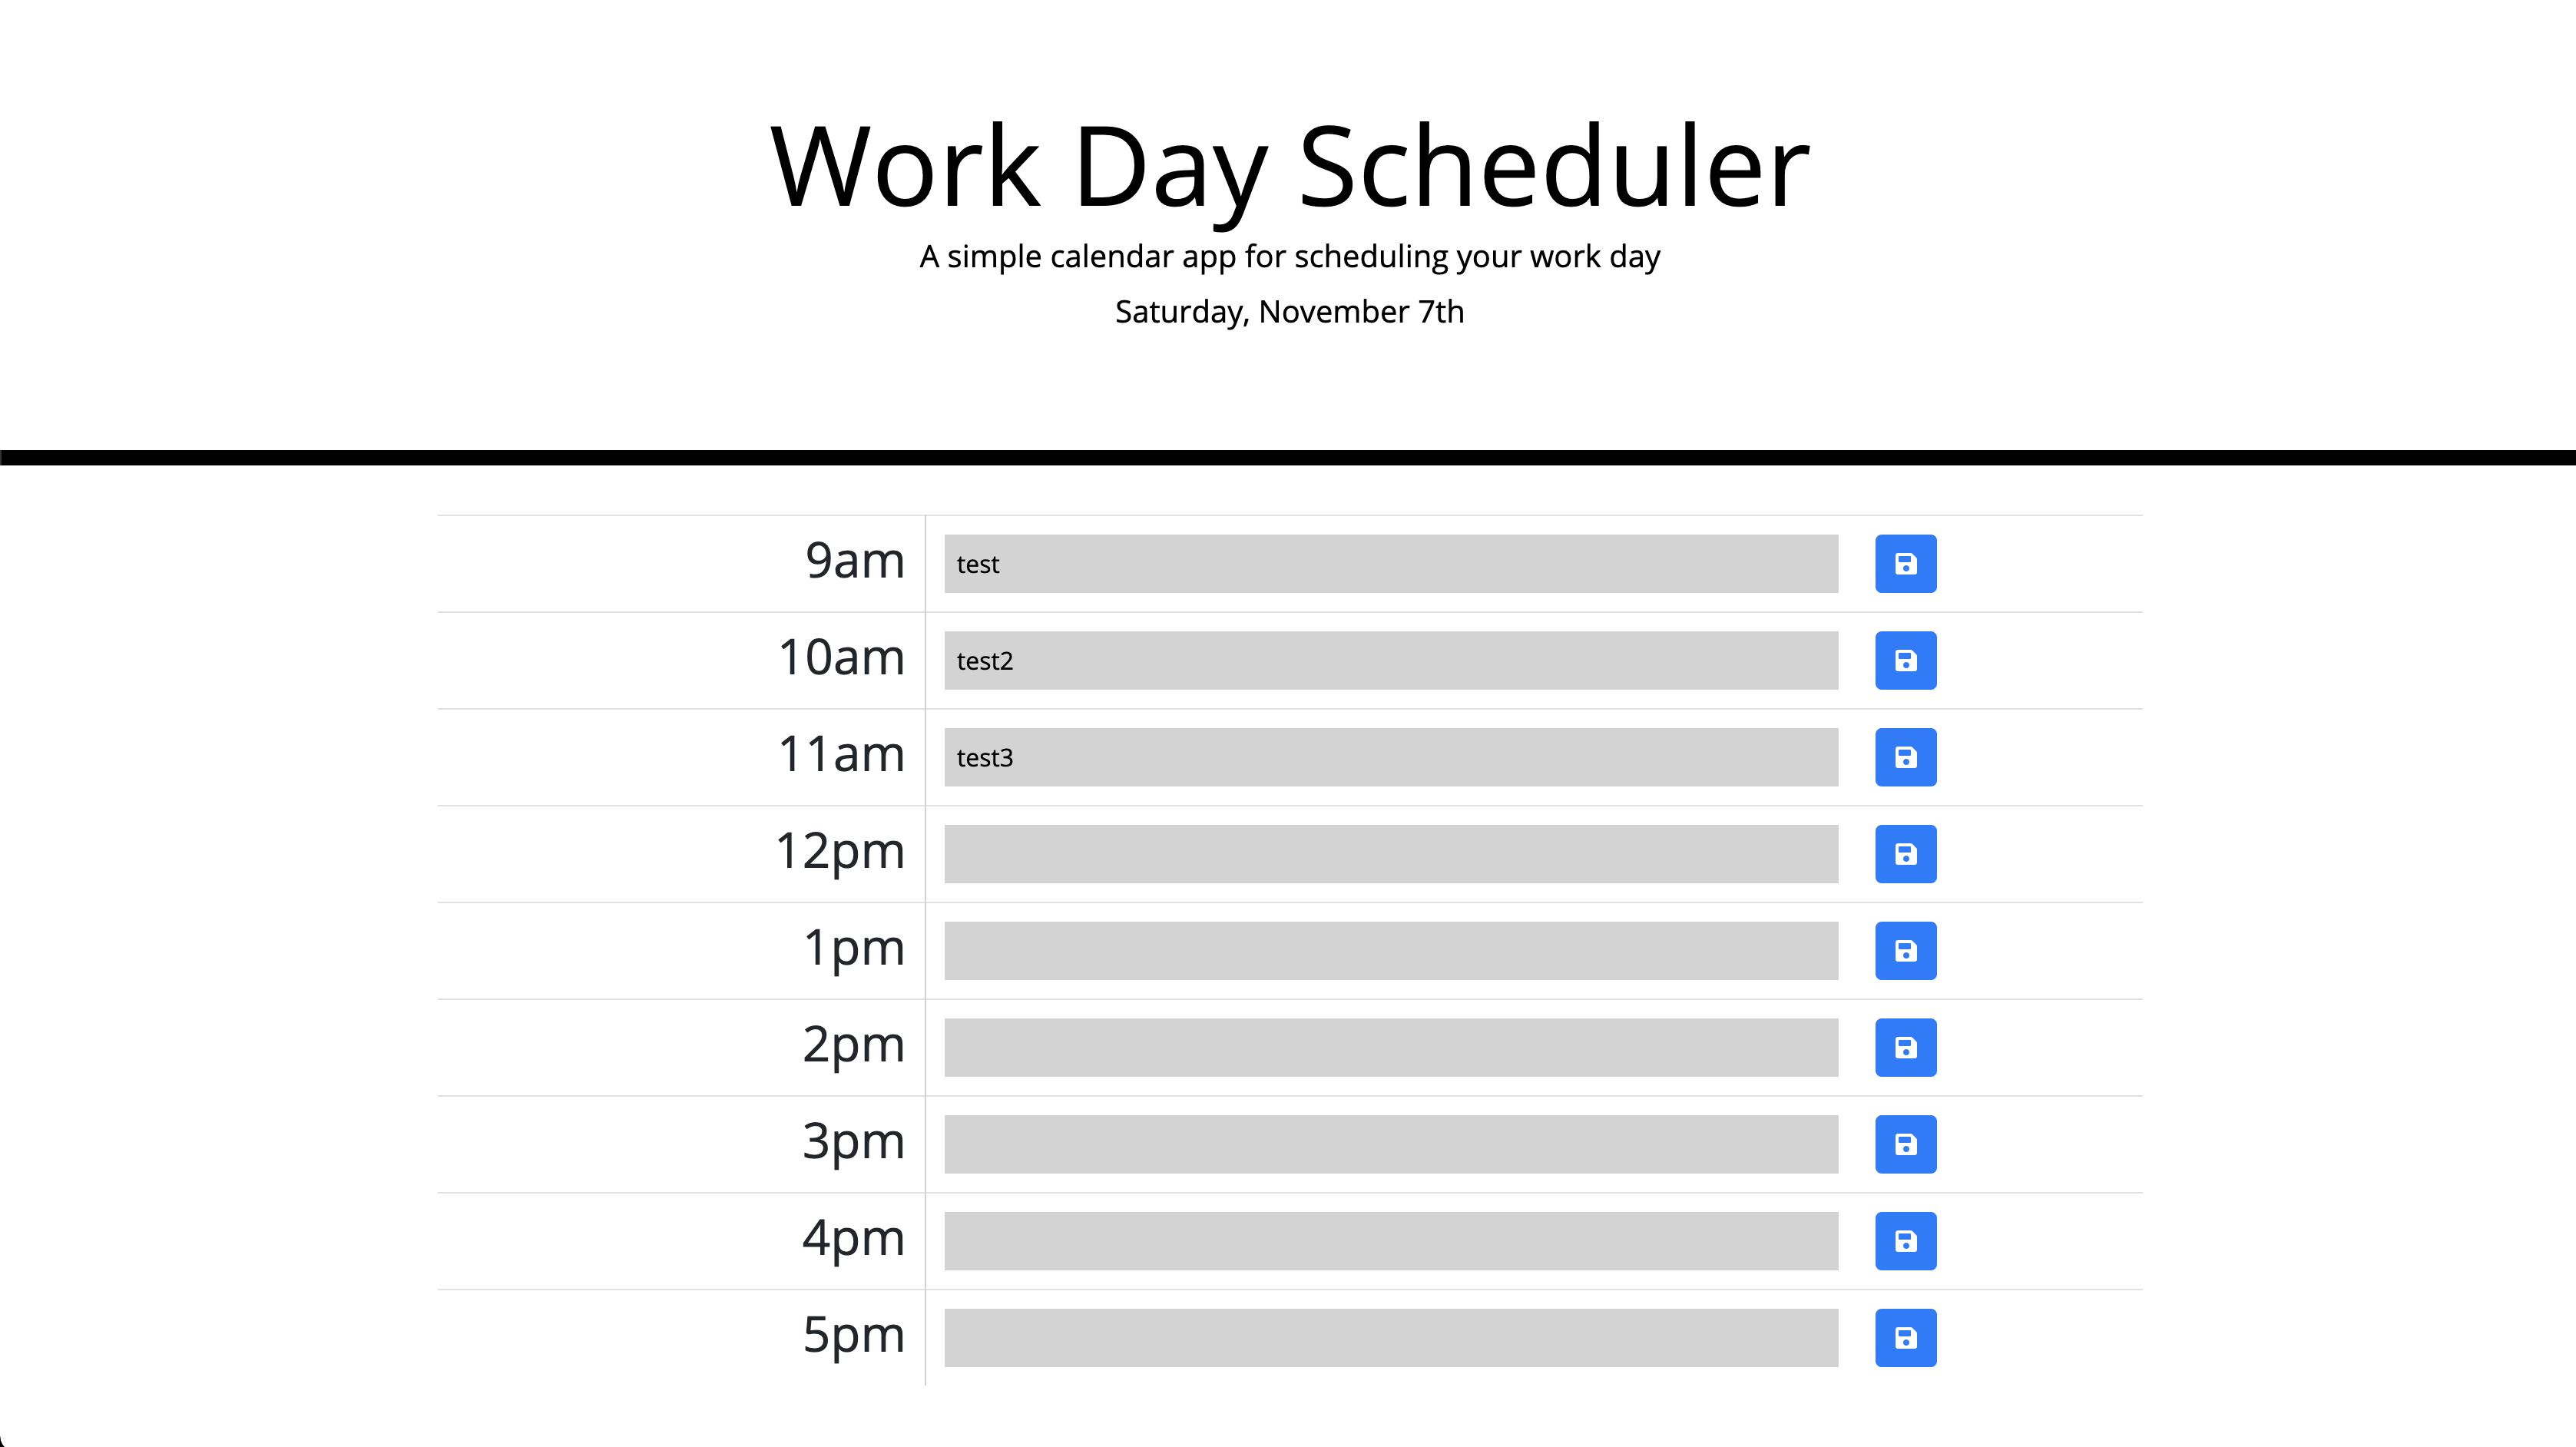 Work Day Scheduler
A simple calendar app for scheduling your work day
Saturday, November 7th
9am test
10am test2
11am test3
12pm
1pm
2pm
3pm
4pm
5pm